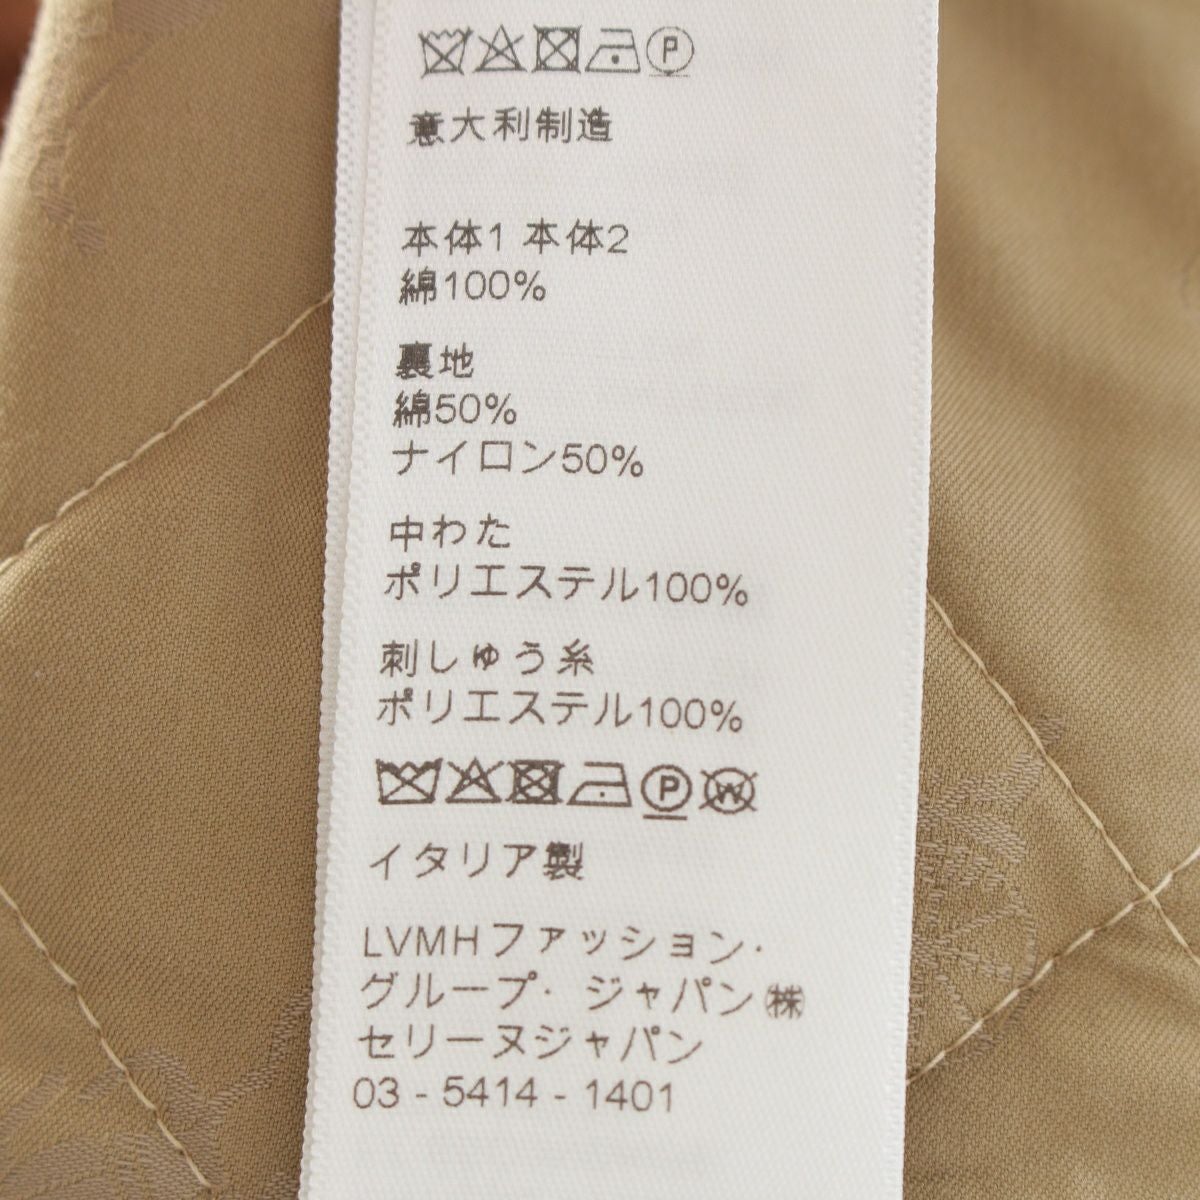 意大利制造
本体1 本体2
綿100%
裏地
綿50%
ナイロン50%
中わた
ポリエステル100%
刺しゅう糸
ポリエステル100%
イタリア製
LVMHファッション・
グループ・ジャパン㈱
セリーヌジャパン
03 - 5414 - 1401